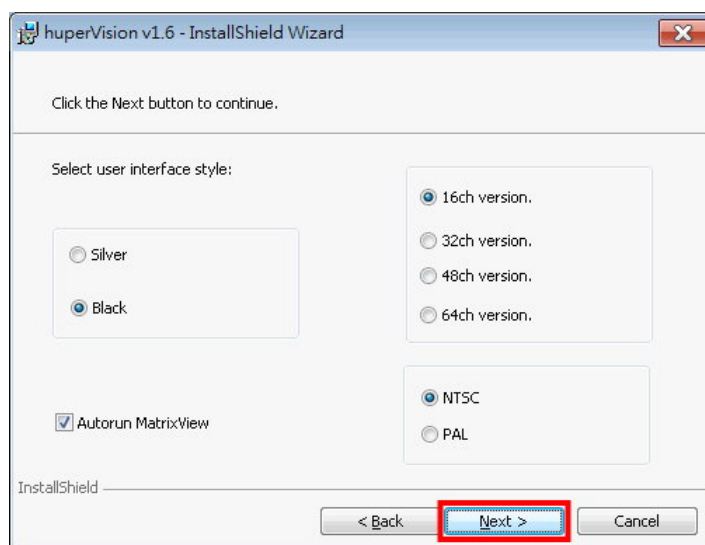 huperVision v1.6 - InstallShield Wizard
Click the Next button to continue.
Select user interface style:
Silver
Black
16ch version.
32ch version.
48ch version.
64ch version.
Autorun MatrixView
NTSC
PAL
InstallShield
< Back
Next >
Cancel